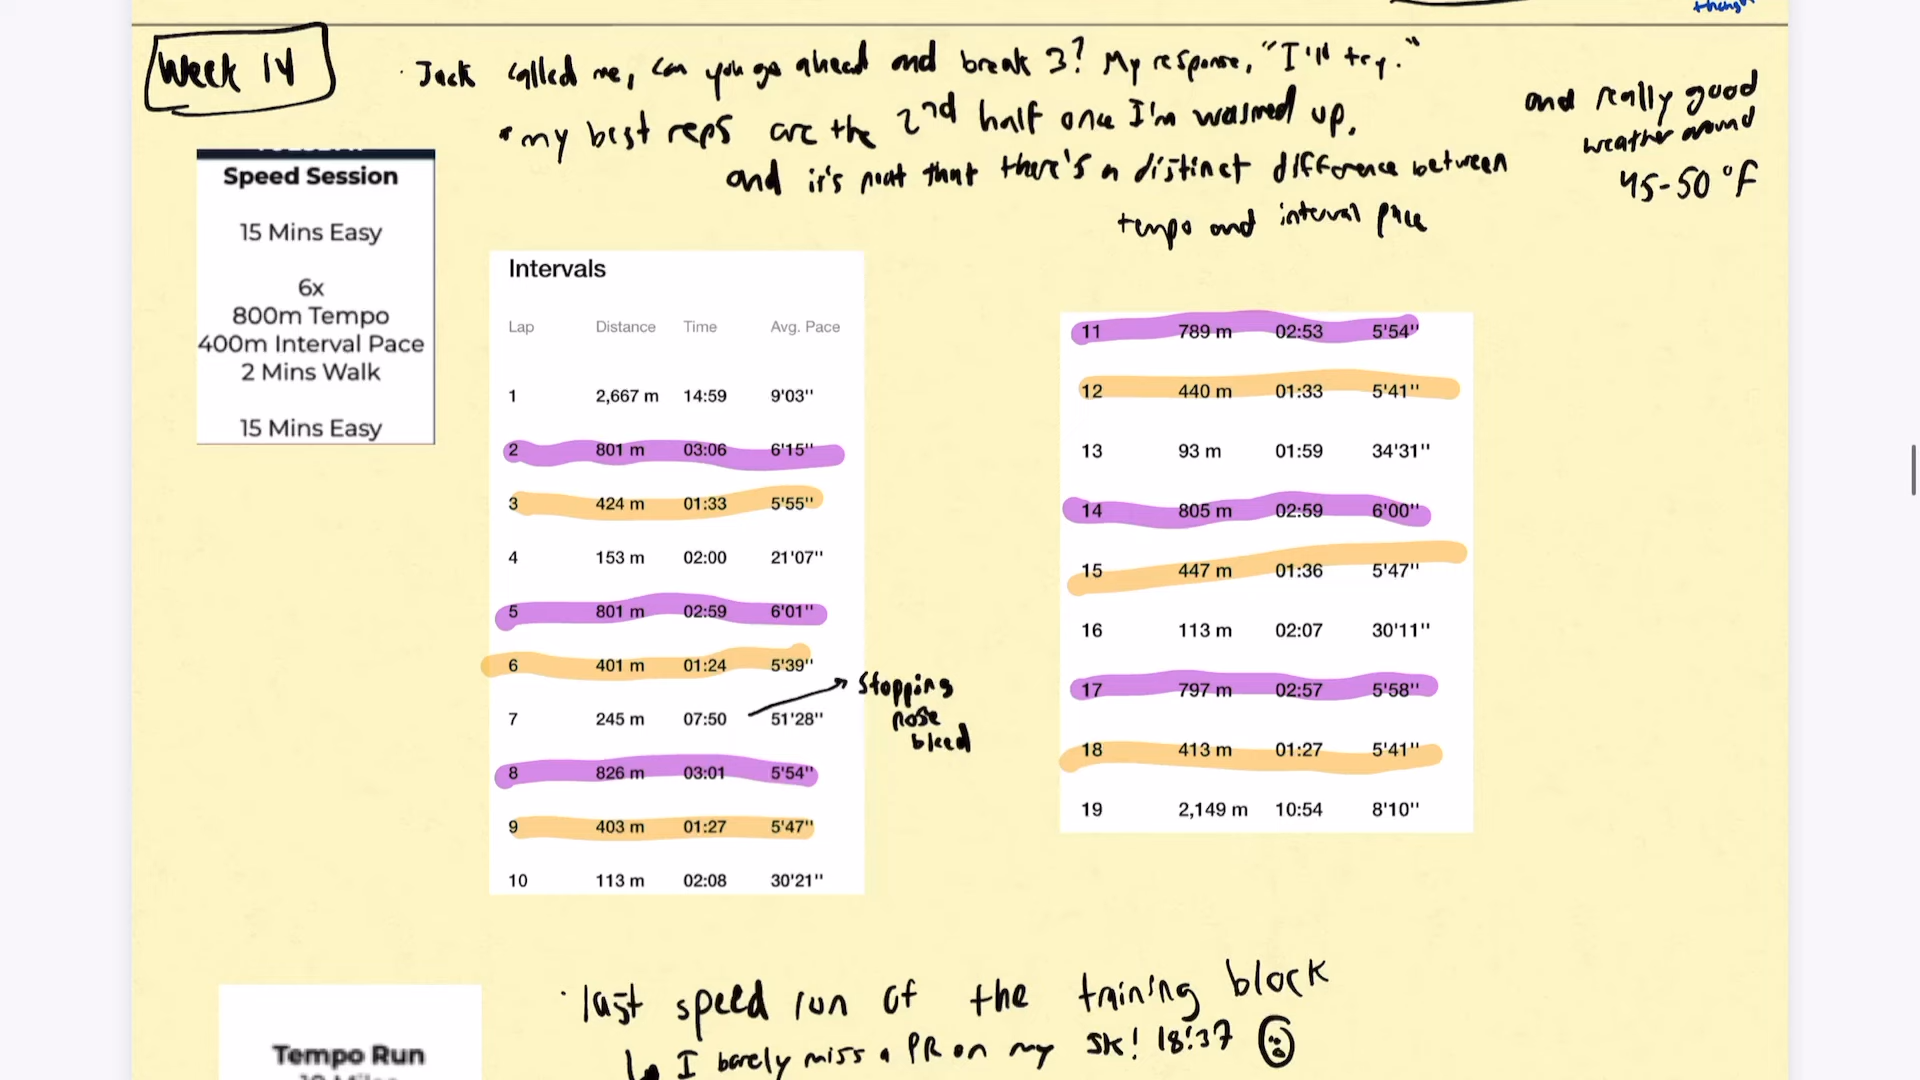 thing
Week 14
· Jack called me, can you go ahead and break 3? My response, "I'll try."
• my best reps are the 2nd half once I'm warmed up.
and it's not that there's a distinct difference between
tempo and interval pace
and really good
weather around
45-50 °F
Speed Session
15 Mins Easy
6x
800m Tempo
400m Interval Pace
2 Mins Walk
15 Mins Easy
Intervals
Lap Distance Time Avg. Pace
1 2,667 m 14:59 9'03''
2 801 m 03:06 6'15''
3 424 m 01:33 5'55''
4 153 m 02:00 21'07''
5 801 m 02:59 6'01''
6 401 m 01:24 5'39''
7 245 m 07:50 51'28''
stopping
nose
bleed
8 826 m 03:01 5'54''
9 403 m 01:27 5'47''
10 113 m 02:08 30'21''
11 789 m 02:53 5'54''
12 440 m 01:33 5'41''
13 93 m 01:59 34'31''
14 805 m 02:59 6'00''
15 447 m 01:36 5'47''
16 113 m 02:07 30'11''
17 797 m 02:57 5'58''
18 413 m 01:27 5'41''
19 2,149 m 10:54 8'10''
· last speed run of the training block
I barely miss a PR on my 5k! 18:37
Tempo Run